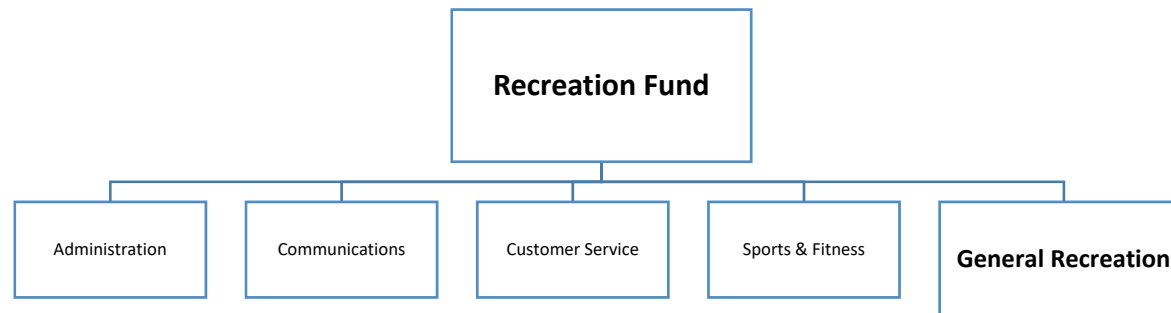 Recreation Fund
Administration
Communications
Customer Service
Sports & Fitness
General Recreation